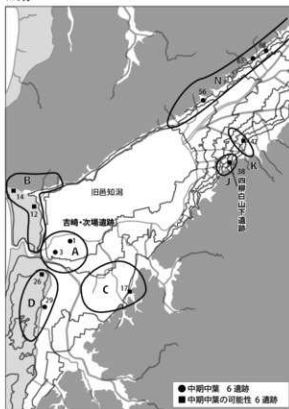 N
56
K
J
38四柳白山下遺跡
旧邑知潟
B
14
12
吉崎・次場遺跡
1
3
A
26
D
29
C
17
● 中期中葉 6遺跡
■ 中期中葉の可能性 6遺跡